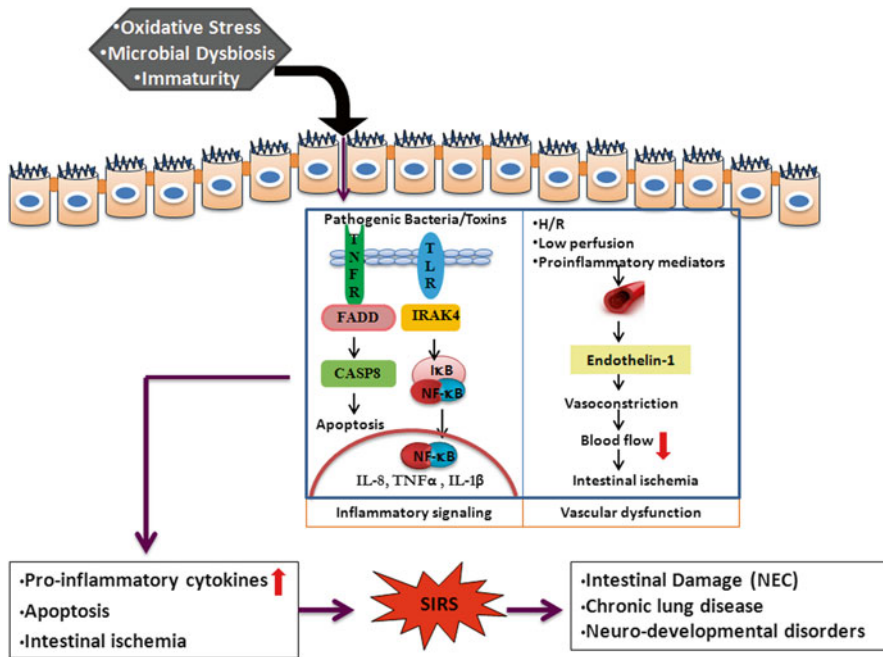 •Oxidative Stress
•Microbial Dysbiosis
•Immaturity
Pathogenic Bacteria/Toxins
TNFR
TLR
FADD
IRAK4
CASP8
IκB
NF-κB
Apoptosis
NF-κB
IL-8, TNFα , IL-1β
•H/R
•Low perfusion
•Proinflammatory mediators
Endothelin-1
Vasoconstriction
Blood flow
Intestinal ischemia
Inflammatory signaling
Vascular dysfunction
•Pro-inflammatory cytokines
•Apoptosis
•Intestinal ischemia
SIRS
•Intestinal Damage (NEC)
•Chronic lung disease
•Neuro-developmental disorders